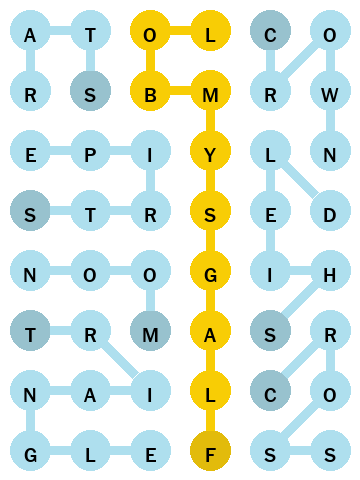 A T O L C O
R S B M R W
E P I Y L N
S T R S E D
N O O G I H
T R M A S R
N A I L C O
G L E F S S